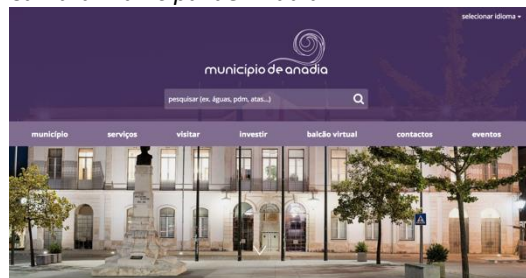 selecionar idioma
município de anadia
pesquisar (ex. águas, pdm, atas...)
município serviços visitar investir balcão virtual contactos eventos